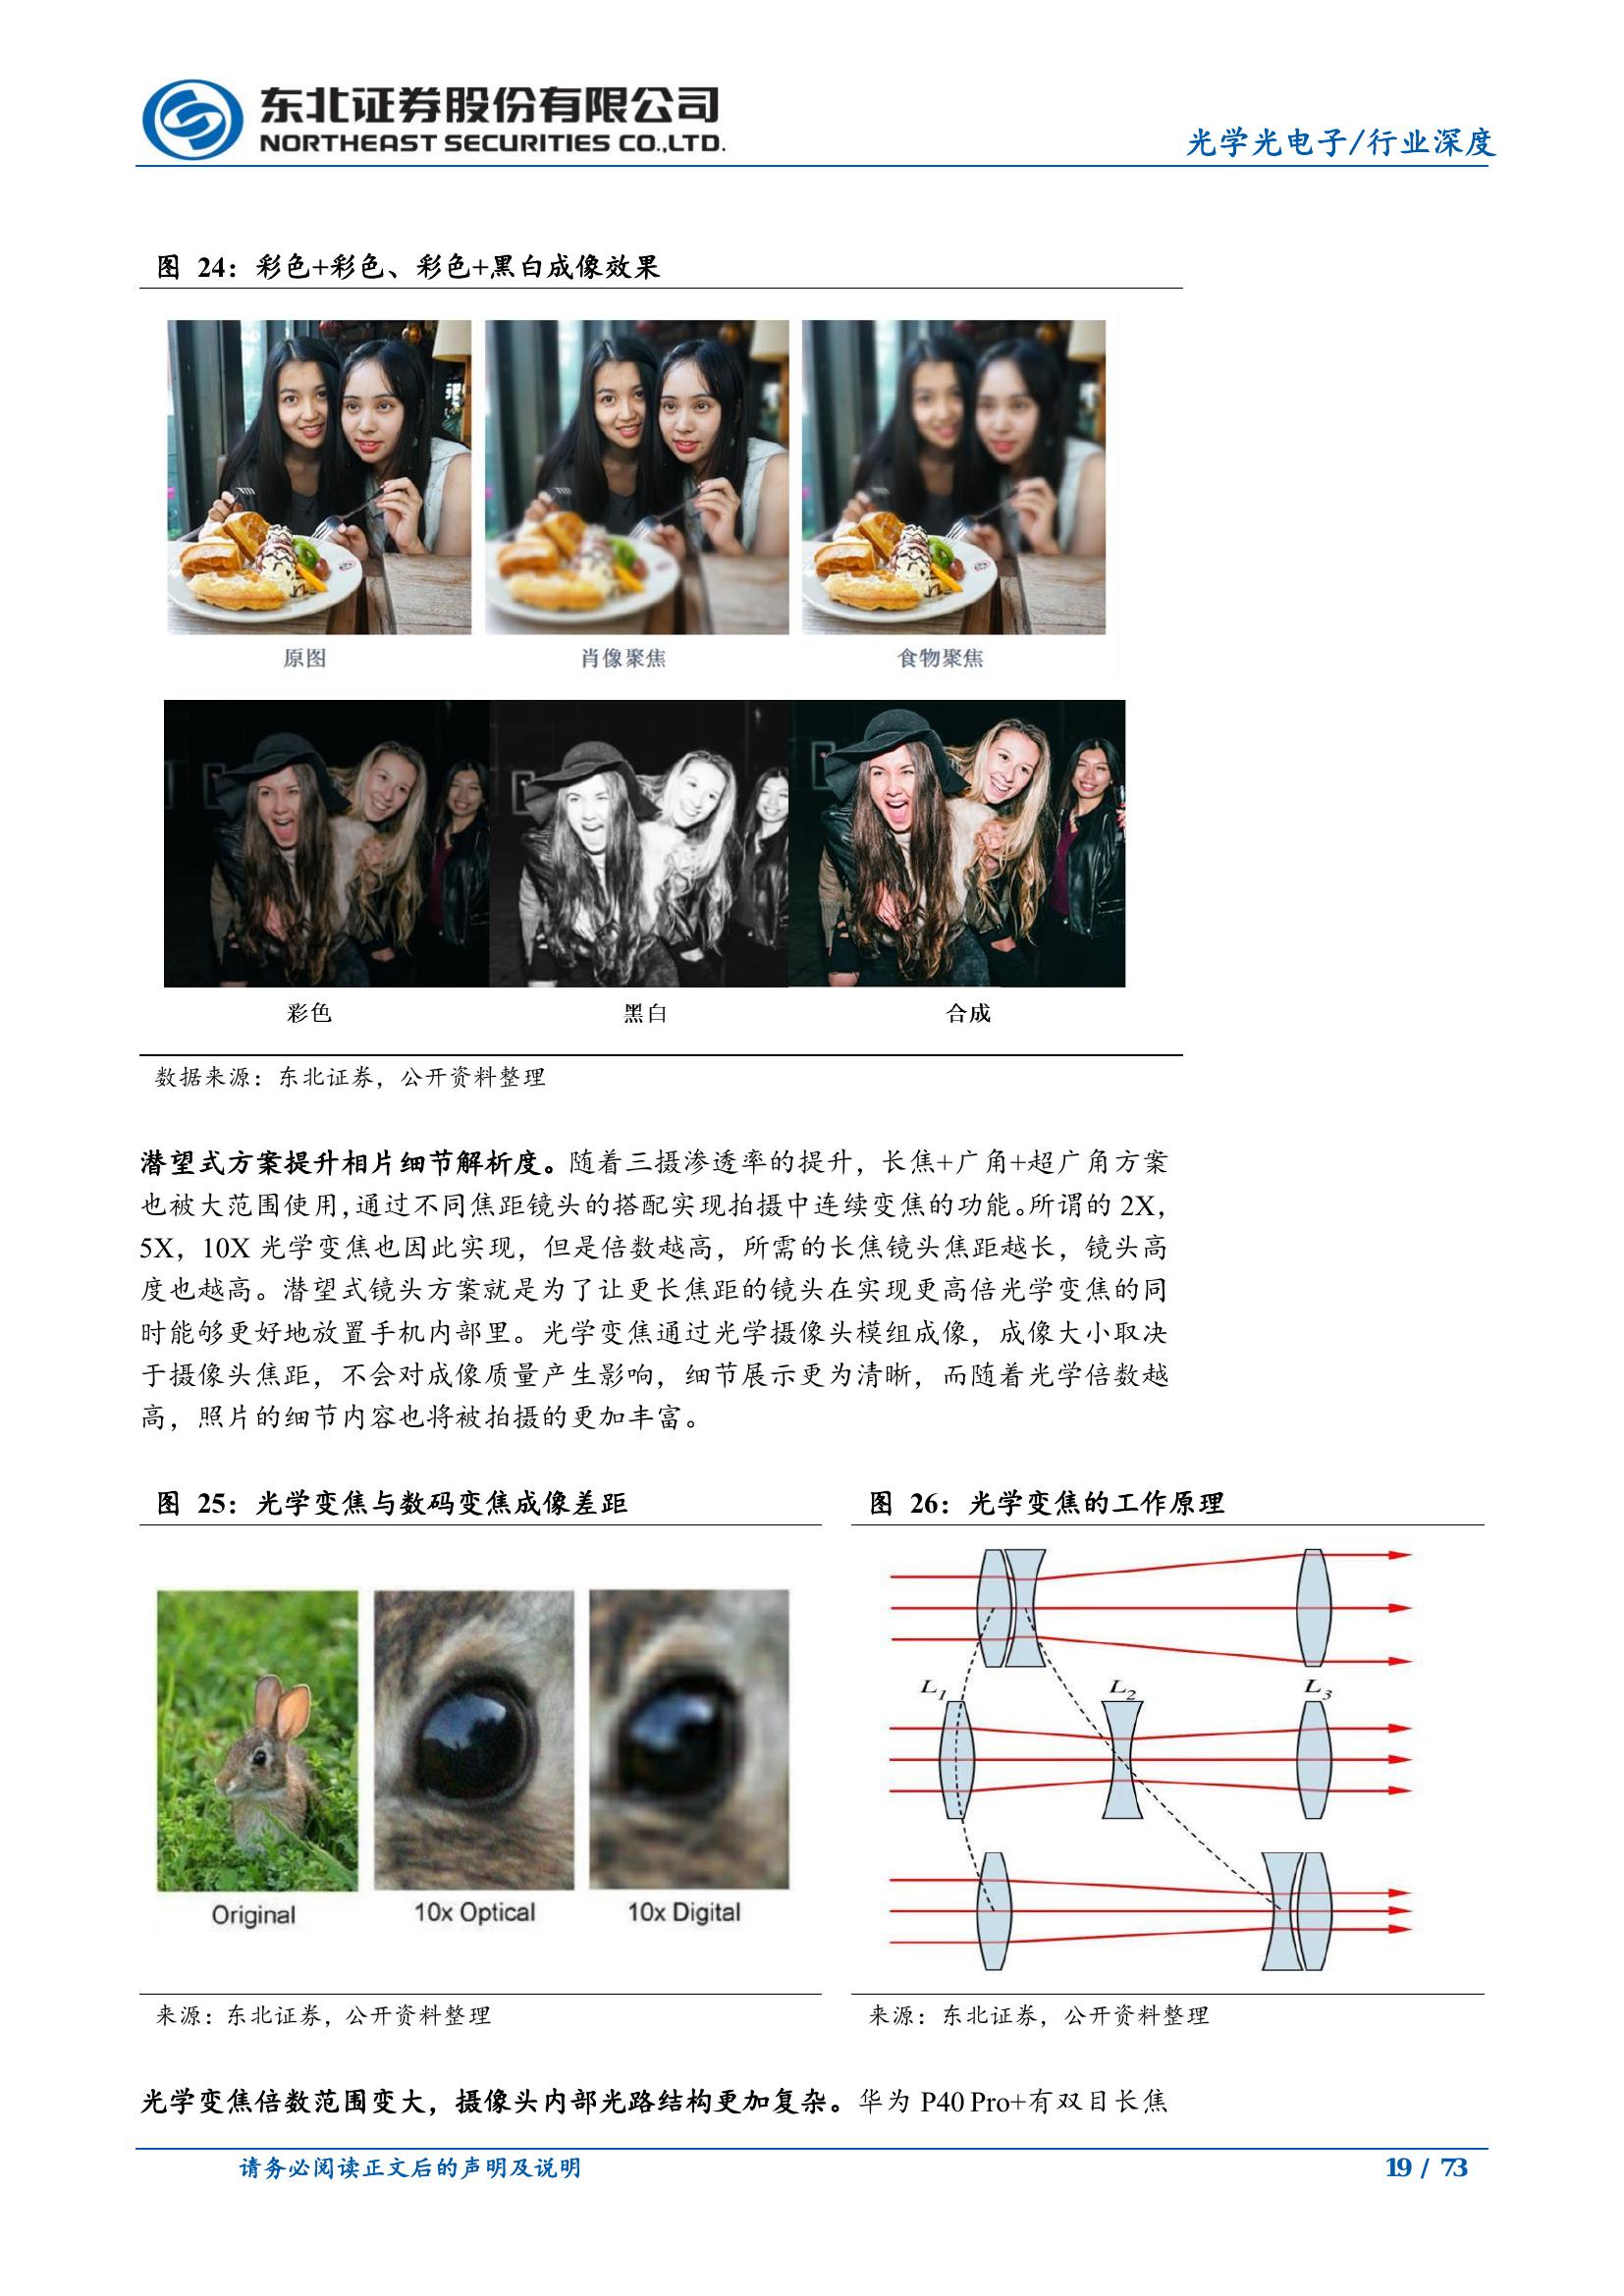 东北证券股份有限公司
NORTHEAST SECURITIES CO.,LTD.
光学光电子/行业深度
图 24：彩色+彩色、彩色+黑白成像效果
原图 肖像聚焦 食物聚焦
彩色 黑白 合成
数据来源：东北证券，公开资料整理
潜望式方案提升相片细节解析度。随着三摄渗透率的提升，长焦+广角+超广角方案
也被大范围使用，通过不同焦距镜头的搭配实现拍摄中连续变焦的功能。所谓的 2X，
5X，10X 光学变焦也因此实现，但是倍数越高，所需的长焦镜头焦距越长，镜头高
度也越高。潜望式镜头方案就是为了让更长焦距的镜头在实现更高倍光学变焦的同
时能够更好地放置手机内部里。光学变焦通过光学摄像头模组成像，成像大小取决
于摄像头焦距，不会对成像质量产生影响，细节展示更为清晰，而随着光学倍数越
高，照片的细节内容也将被拍摄的更加丰富。
图 25：光学变焦与数码变焦成像差距
Original 10x Optical 10x Digital
来源：东北证券，公开资料整理
图 26：光学变焦的工作原理
L1 L2 L3
来源：东北证券，公开资料整理
光学变焦倍数范围变大，摄像头内部光路结构更加复杂。华为 P40 Pro+有双目长焦
请务必阅读正文后的声明及说明
19 / 73